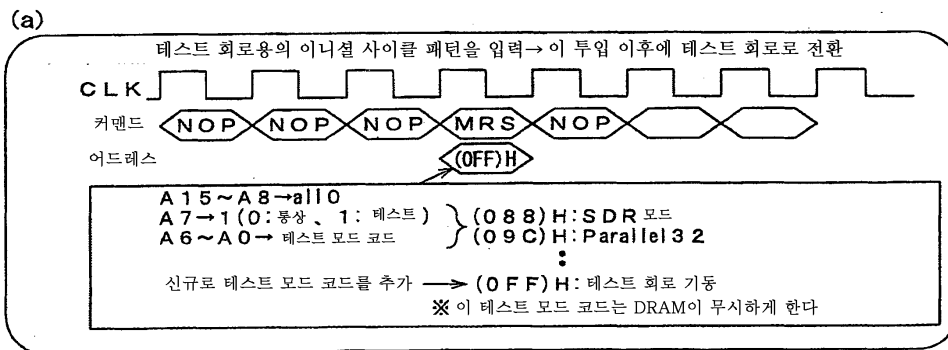 (a)
테스트 회로용의 이니셜 사이클 패턴을 입력→이 투입 이후에 테스트 회로로 전환
CLK
커맨드 NOP NOP NOP MRS NOP
어드레스 (0FF)H
A15~A8→all0
A7→1(0:통상、1:테스트) (088)H:SDR 모드
A6~A0→ 테스트 모드 코드 (09C)H:Parallel32
:
신규로 테스트 모드 코드를 추가 → (0FF)H:테스트 회로 기동
※ 이 테스트 모드 코드는 DRAM이 무시하게 한다